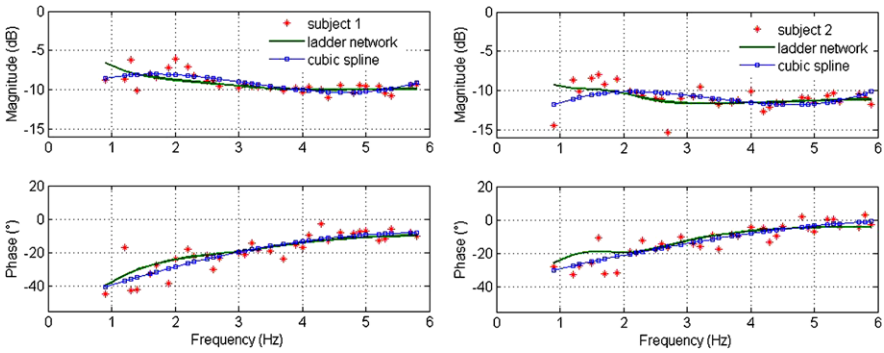 0
-5
-10
-15
Magnitude (dB)
subject 1
ladder network
cubic spline
0 1 2 3 4 5 6
0
-5
-10
-15
Magnitude (dB)
subject 2
ladder network
cubic spline
0 1 2 3 4 5 6
20
0
-20
-40
Phase (°)
0 1 2 3 4 5 6
Frequency (Hz)
20
0
-20
-40
Phase (°)
0 1 2 3 4 5 6
Frequency (Hz)